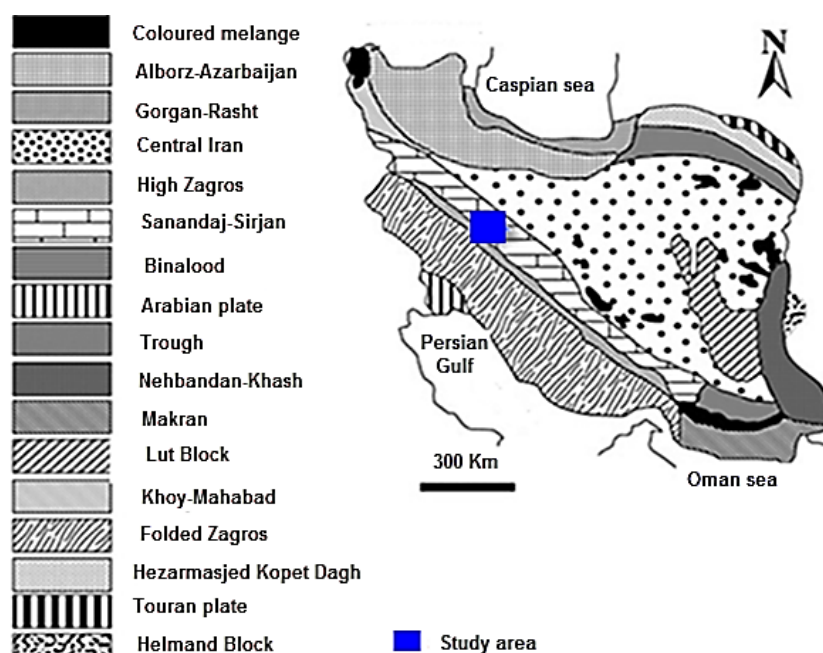 Coloured melange
Alborz-Azarbaijan
Gorgan-Rasht
Central Iran
High Zagros
Sanandaj-Sirjan
Binalood
Arabian plate
Trough
Nehbandan-Khash
Makran
Lut Block
Khoy-Mahabad
Folded Zagros
Hezarmasjed Kopet Dagh
Touran plate
Helmand Block
N
Caspian sea
Persian
Gulf
300 Km
Oman sea
Study area